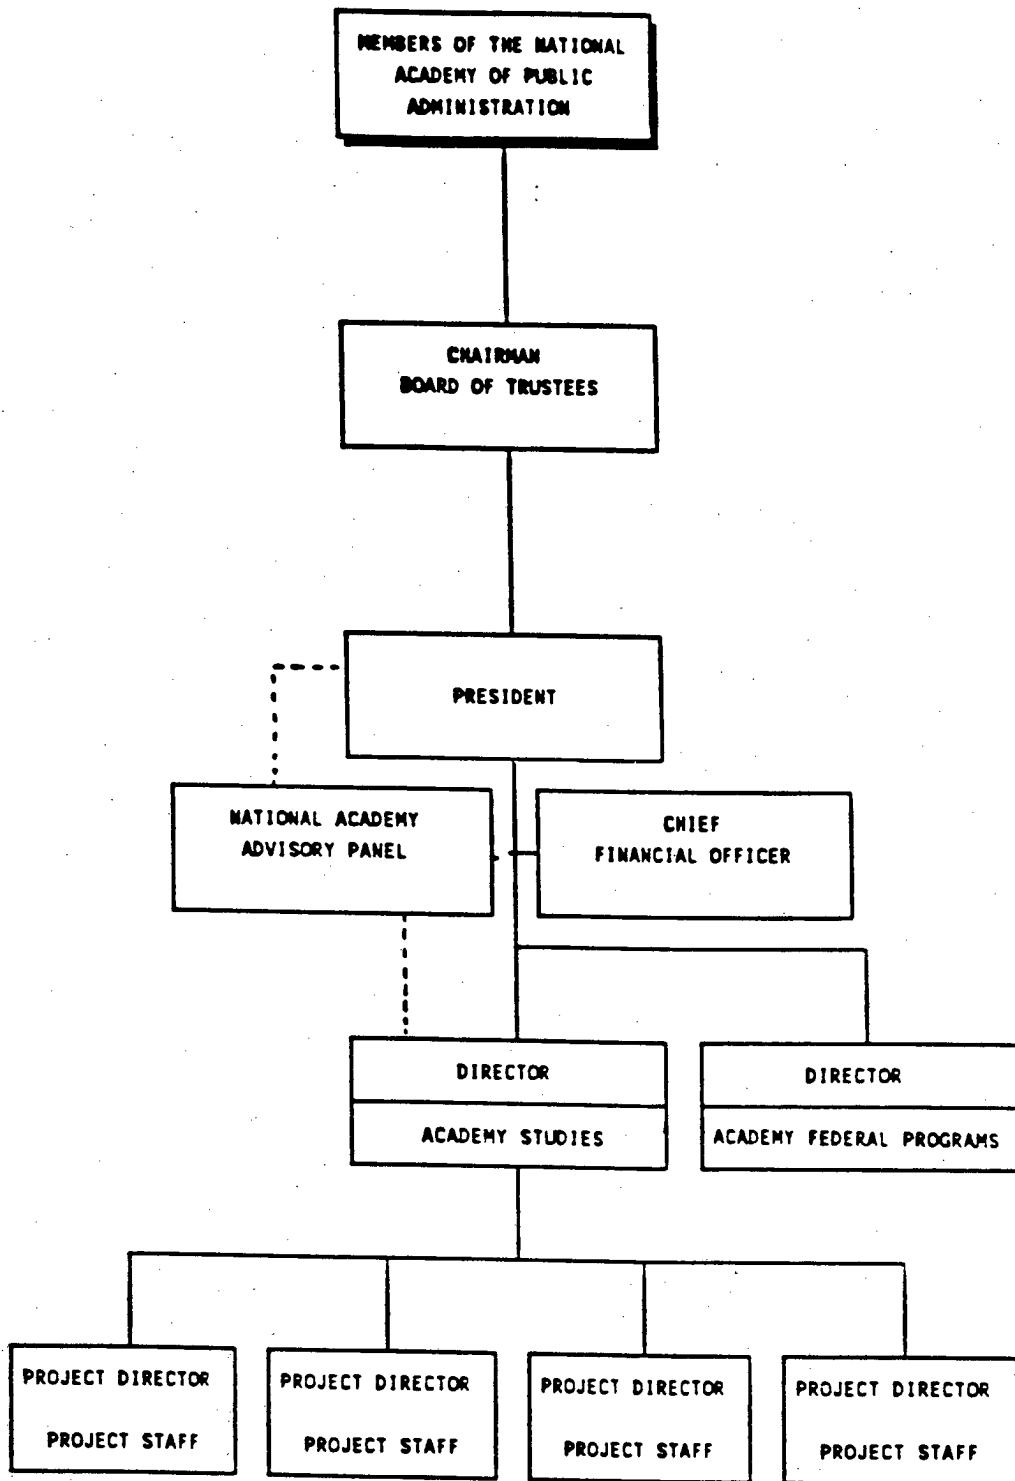 MEMBERS OF THE NATIONAL
ACADEMY OF PUBLIC
ADMINISTRATION
CHAIRMAN
BOARD OF TRUSTEES
PRESIDENT
NATIONAL ACADEMY
ADVISORY PANEL
CHIEF
FINANCIAL OFFICER
DIRECTOR
ACADEMY STUDIES
DIRECTOR
ACADEMY FEDERAL PROGRAMS
PROJECT DIRECTOR
PROJECT STAFF
PROJECT DIRECTOR
PROJECT STAFF
PROJECT DIRECTOR
PROJECT STAFF
PROJECT DIRECTOR
PROJECT STAFF